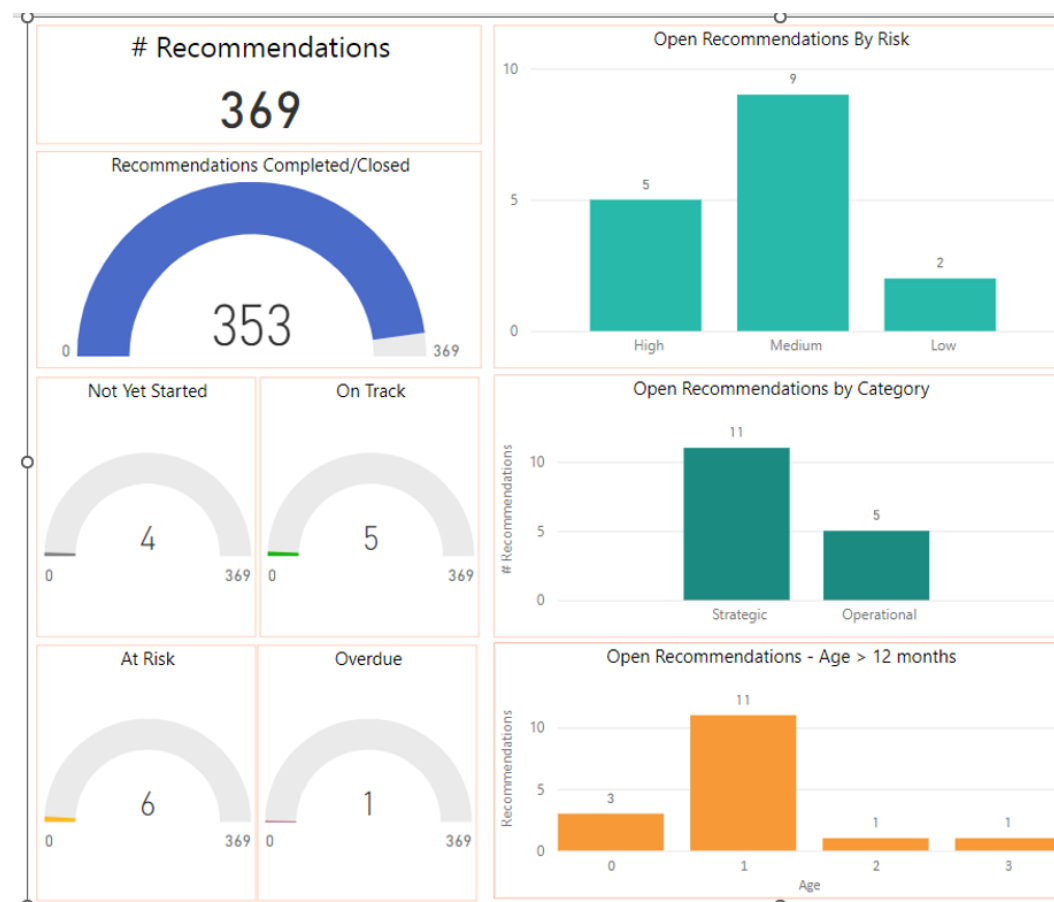 # Recommendations
369
Recommendations Completed/Closed
353
0
369
Not Yet Started
4
0
369
On Track
5
0
369
At Risk
6
0
369
Overdue
1
0
369
Open Recommendations By Risk
10
5
0
5
9
2
High
Medium
Low
Open Recommendations by Category
# Recommendations
10
5
0
11
5
Strategic
Operational
Open Recommendations - Age > 12 months
Recommendations
10
5
0
3
11
1
1
0
1
2
3
Age